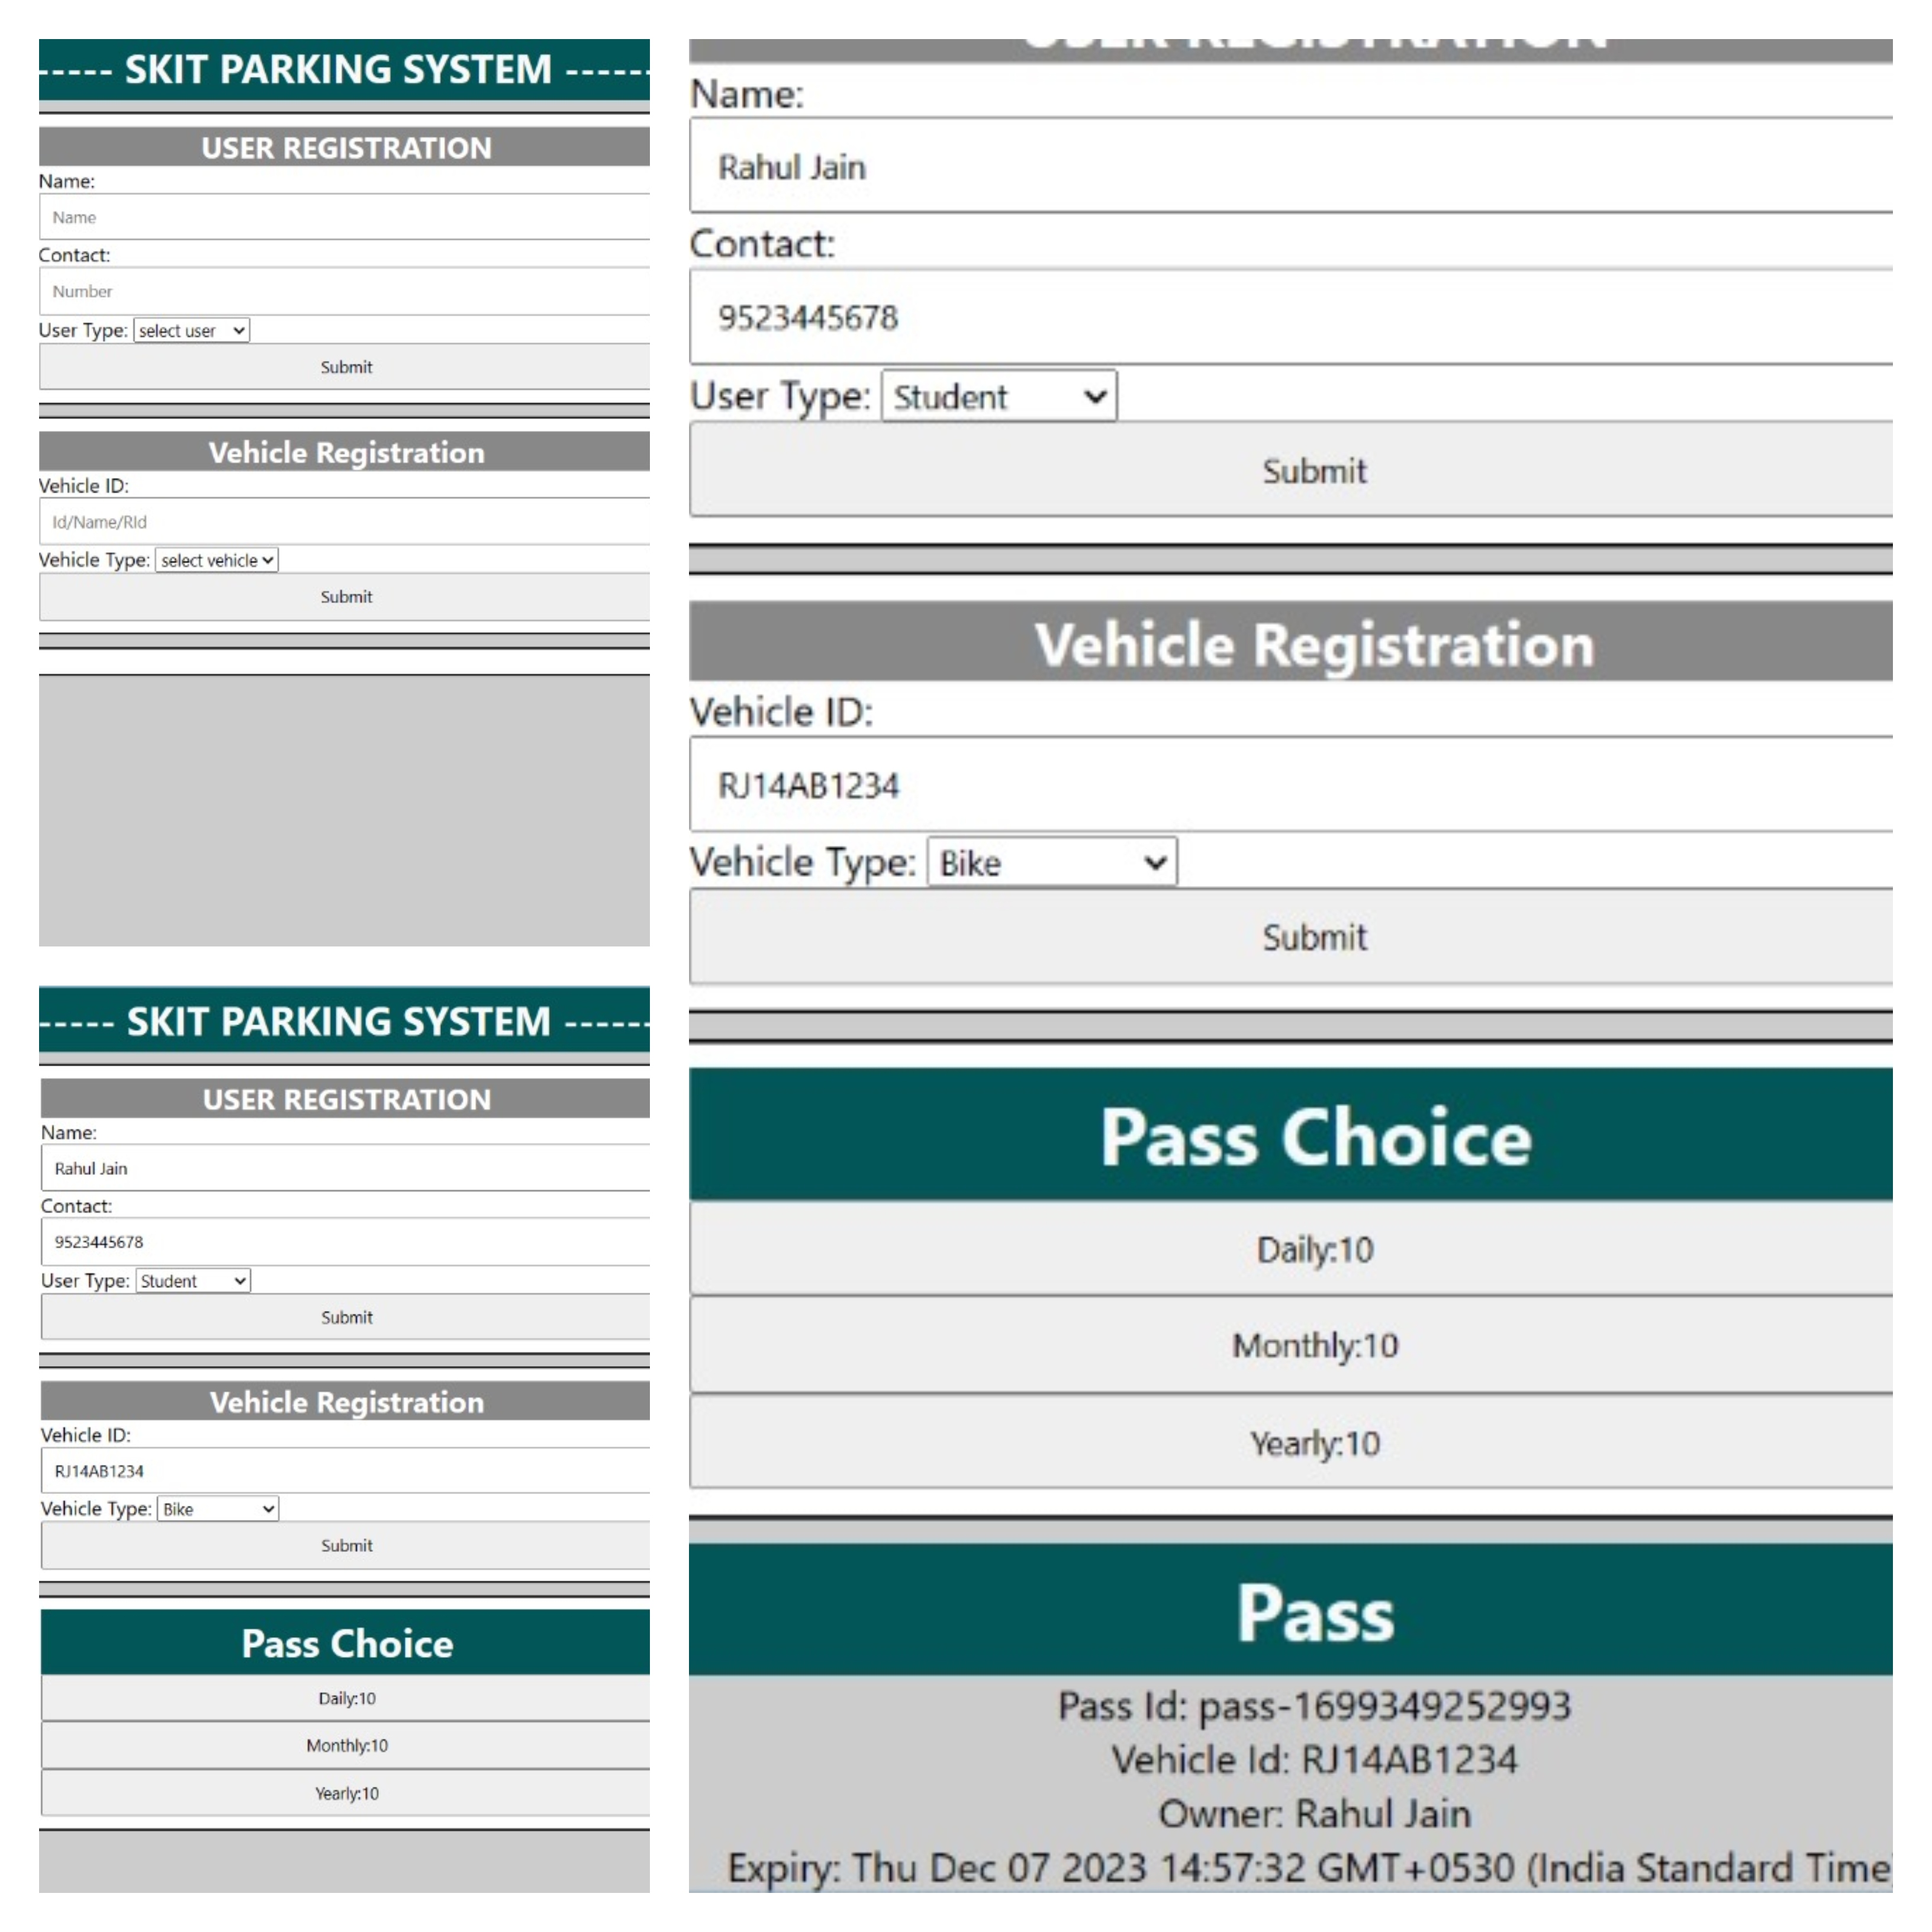 ----- SKIT PARKING SYSTEM ------
USER REGISTRATION
Name:
Name
Contact:
Number
User Type: select user
Submit
Vehicle Registration
Vehicle ID:
Id/Name/RId
Vehicle Type: select vehicle
Submit
----- SKIT PARKING SYSTEM ------
USER REGISTRATION
Name:
Rahul Jain
Contact:
9523445678
User Type: Student
Submit
Vehicle Registration
Vehicle ID:
RJ14AB1234
Vehicle Type: Bike
Submit
Pass Choice
Daily:10
Monthly:10
Yearly:10
USER REGISTRATION
Name:
Rahul Jain
Contact:
9523445678
User Type: Student
Submit
Vehicle Registration
Vehicle ID:
RJ14AB1234
Vehicle Type: Bike
Submit
Pass Choice
Daily:10
Monthly:10
Yearly:10
Pass
Pass Id: pass-1699349252993
Vehicle Id: RJ14AB1234
Owner: Rahul Jain
Expiry: Thu Dec 07 2023 14:57:32 GMT+0530 (India Standard Time)